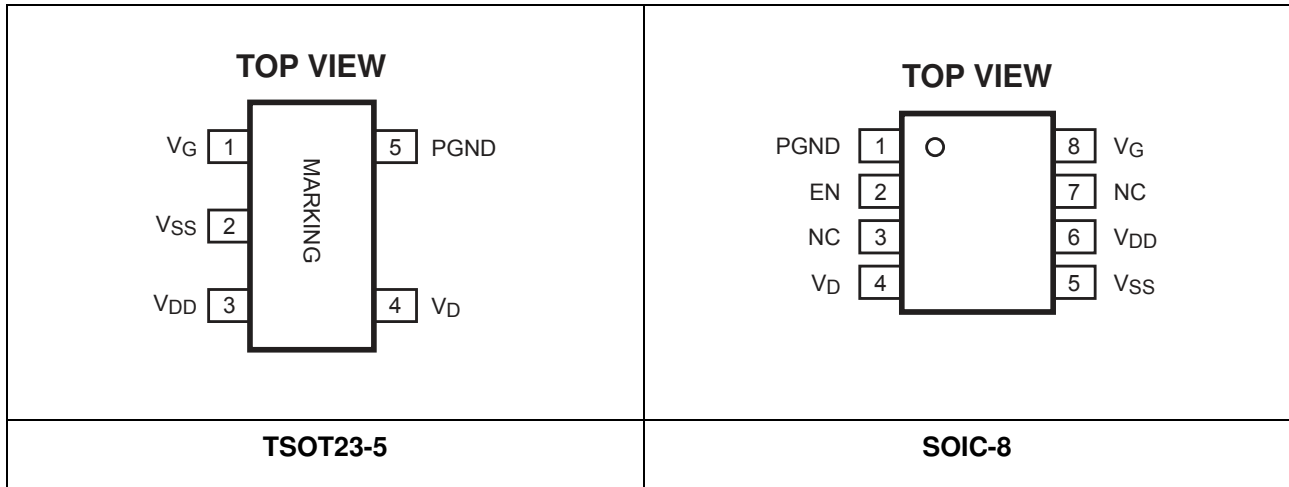 TOP VIEW
VG 1
5 PGND
MARKING
VSS 2
VDD 3
4 VD
TSOT23-5
TOP VIEW
PGND 1
8 VG
EN 2
7 NC
NC 3
6 VDD
VD 4
5 VSS
SOIC-8